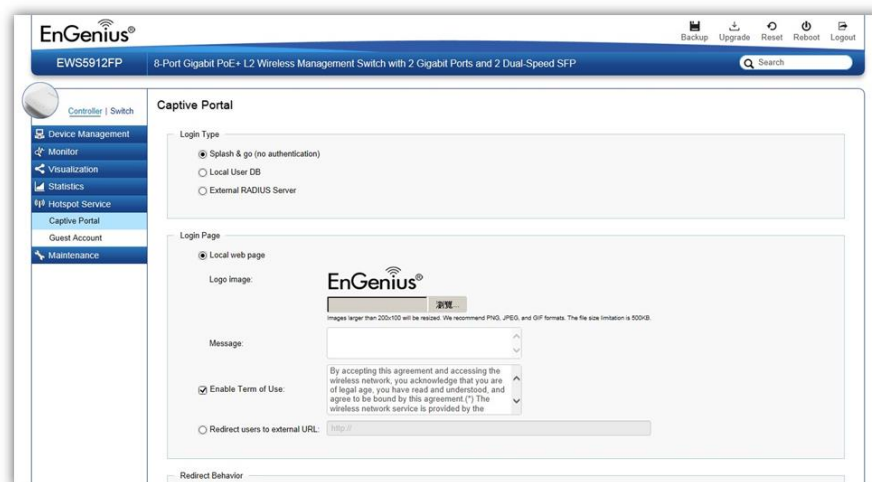 EnGenius®
Backup Upgrade Reset Reboot Logout
EWS5912FP
8-Port Gigabit PoE+ L2 Wireless Management Switch with 2 Gigabit Ports and 2 Dual-Speed SFP
Search
Controller | Switch
Captive Portal
Device Management
Monitor
Visualization
Statistics
Hotspot Service
Captive Portal
Guest Account
Maintenance
Login Type
Splash & go (no authentication)
Local User DB
External RADIUS Server
Login Page
Local web page
Logo image:
EnGenius®
瀏覽...
Images larger than 200x100 will be resized. We recommend PNG, JPEG, and GIF formats. The file size limitation is 500KB.
Message:
Enable Term of Use:
By accepting this agreement and accessing the
wireless network, you acknowledge that you are
of legal age, you have read and understood, and
agree to be bound by this agreement.(*) The
wireless network service is provided by the
Redirect users to external URL:
http://
Redirect Behavior